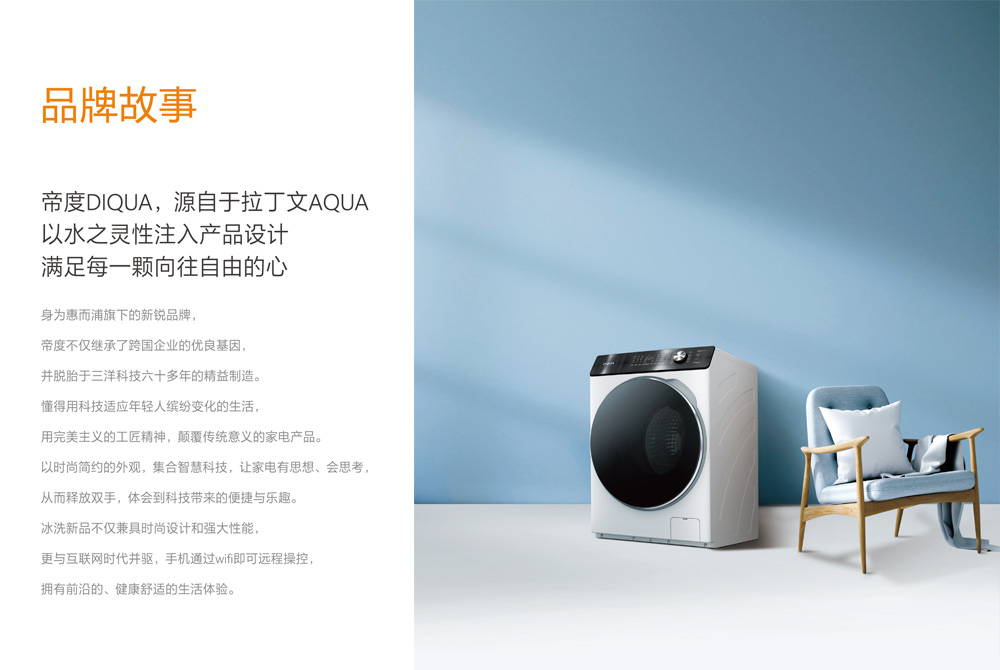 品牌故事
帝度DIQUA，源自于拉丁文AQUA
以水之灵性注入产品设计
满足每一颗向往自由的心
身为惠而浦旗下的新锐品牌，
帝度不仅继承了跨国企业的优良基因，
并脱胎于三洋科技六十多年的精益制造。
懂得用科技适应年轻人缤纷变化的生活，
用完美主义的工匠精神，颠覆传统意义的家电产品。
以时尚简约的外观，集合智慧科技，让家电有思想、会思考，
从而释放双手，体会到科技带来的便捷与乐趣。
冰洗新品不仅兼具时尚设计和强大性能，
更与互联网时代并驱，手机通过wifi即可远程操控，
拥有前沿的、健康舒适的生活体验。